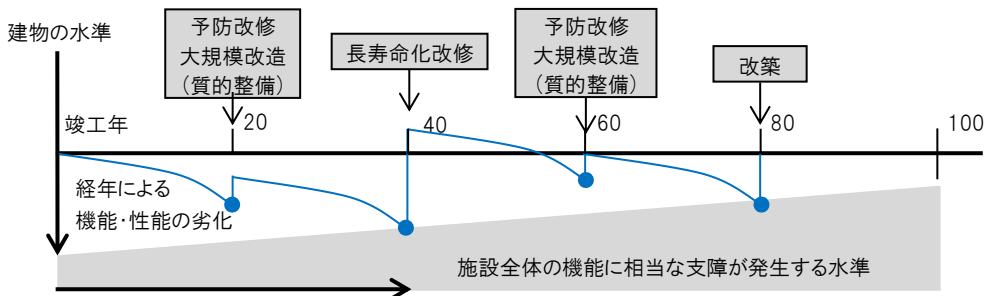 建物の水準
予防改修
大規模改造
（質的整備）
長寿命化改修
予防改修
大規模改造
（質的整備）
改築
竣工年
20
40
60
80
100
経年による
機能・性能の劣化
施設全体の機能に相当な支障が発生する水準